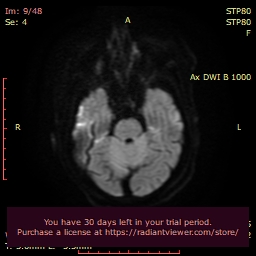 Im: 9/48
Se: 4
A
STP80
STP80
F
Ax DWI B 1000
R
L
You have 30 days left in your trial period.
Purchase a license at https://radiantviewer.com/store/